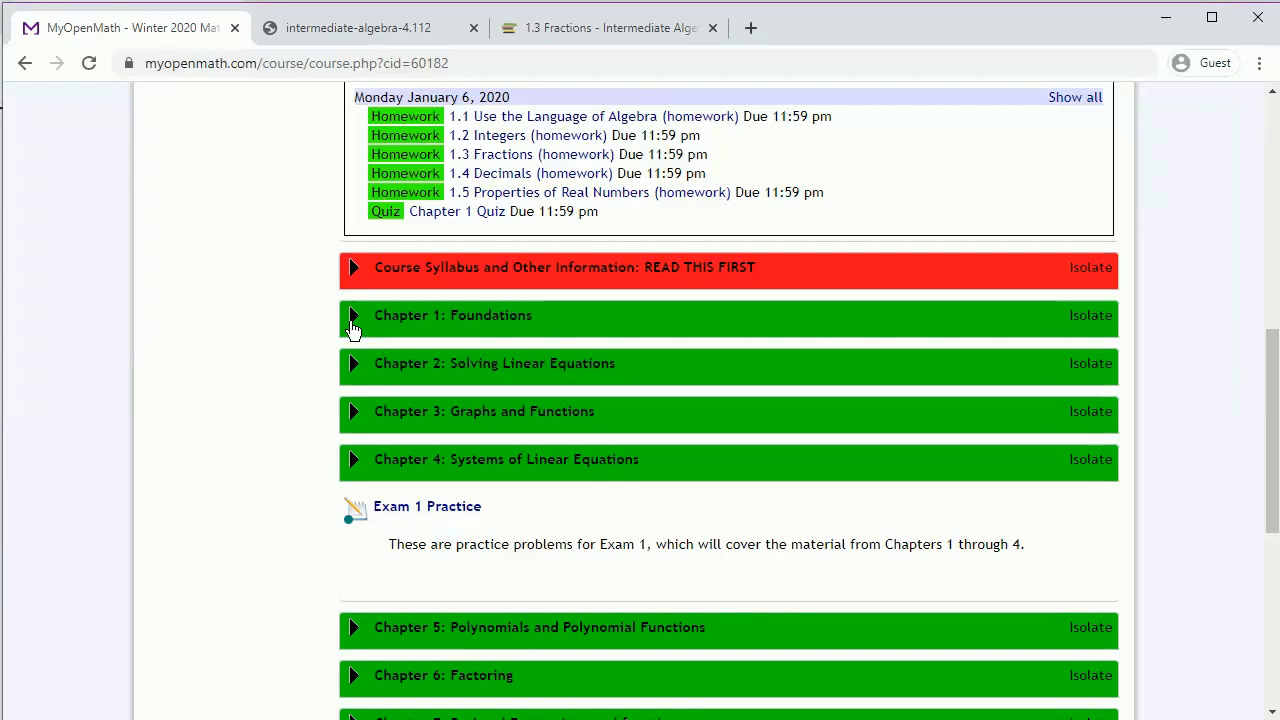 MyOpenMath - Winter 2020 Mat
intermediate-algebra-4.112
1.3 Fractions - Intermediate Alge
myopenmath.com/course/course.php?cid=60182
Guest
Monday January 6, 2020 Show all
Homework 1.1 Use the Language of Algebra (homework) Due 11:59 pm
Homework 1.2 Integers (homework) Due 11:59 pm
Homework 1.3 Fractions (homework) Due 11:59 pm
Homework 1.4 Decimals (homework) Due 11:59 pm
Homework 1.5 Properties of Real Numbers (homework) Due 11:59 pm
Quiz Chapter 1 Quiz Due 11:59 pm
Course Syllabus and Other Information: READ THIS FIRST Isolate
Chapter 1: Foundations Isolate
Chapter 2: Solving Linear Equations Isolate
Chapter 3: Graphs and Functions Isolate
Chapter 4: Systems of Linear Equations Isolate
Exam 1 Practice
These are practice problems for Exam 1, which will cover the material from Chapters 1 through 4.
Chapter 5: Polynomials and Polynomial Functions Isolate
Chapter 6: Factoring Isolate